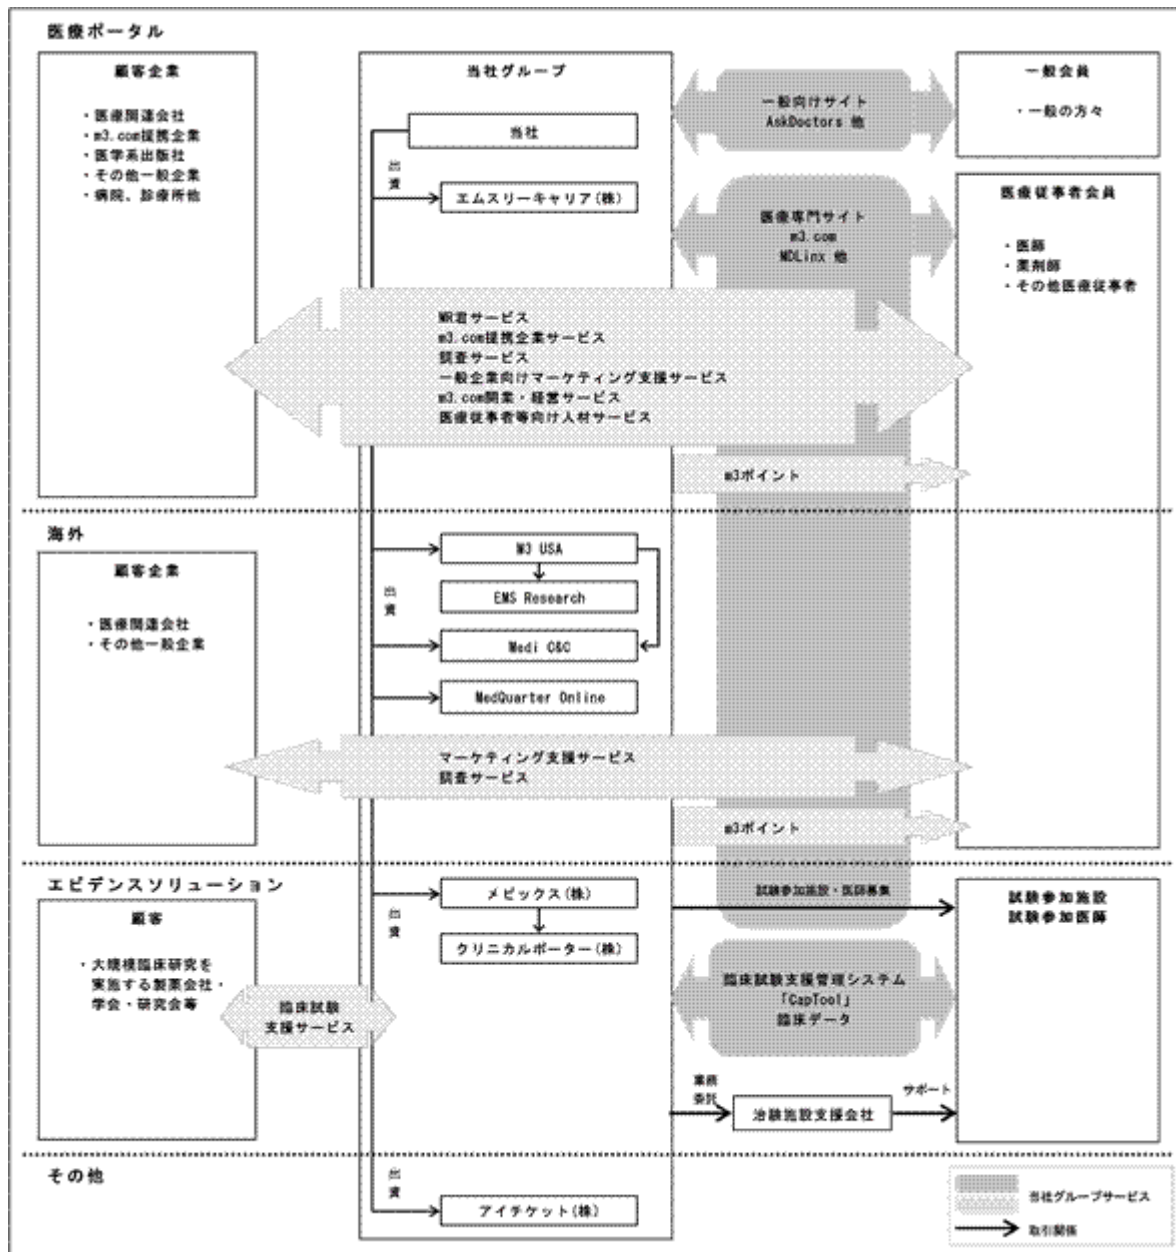 医療ポータル
顧客企業
・医療関連会社
・m3.com提携企業
・医学系出版社
・その他一般企業
・病院、診療所他
当社グループ
当社
出資
エムスリーキャリア(株)
一般向けサイト
AskDoctors 他
一般会員
・一般の方々
医療専門サイト
m3.com
MDLinx 他
医療従事者会員
・医師
・薬剤師
・その他医療従事者
MR君サービス
m3.com提携企業サービス
調査サービス
一般企業向けマーケティング支援サービス
m3.com開業・経営サービス
医療従事者等向け人材サービス
m3ポイント
海外
顧客企業
・医療関連会社
・その他一般企業
出資
M3 USA
EMS Research
Medi C&C
MedQuarter Online
マーケティング支援サービス
調査サービス
m3ポイント
エビデンスソリューション
顧客
・大規模臨床研究を
実施する製薬会社・
学会・研究会等
臨床試験
支援サービス
出資
メビックス(株)
クリニカルポーター(株)
試験参加施設・医師募集
試験参加施設
試験参加医師
臨床試験支援管理システム
「CapTool」
臨床データ
業務
委託
治験施設支援会社
サポート
その他
出資
アイチケット(株)
当社グループサービス
取引関係